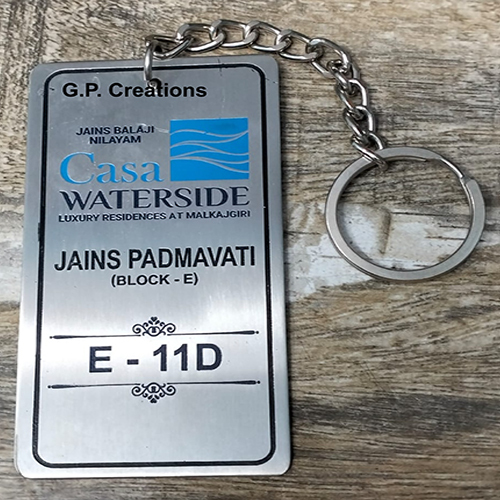 G.P. Creations
JAINS BALAJI
NILAYAM
Casa
WATERSIDE
LUXURY RESIDENCES AT MALKAJGIRI
JAINS PADMAVATI
(BLOCK - E)
E - 11D